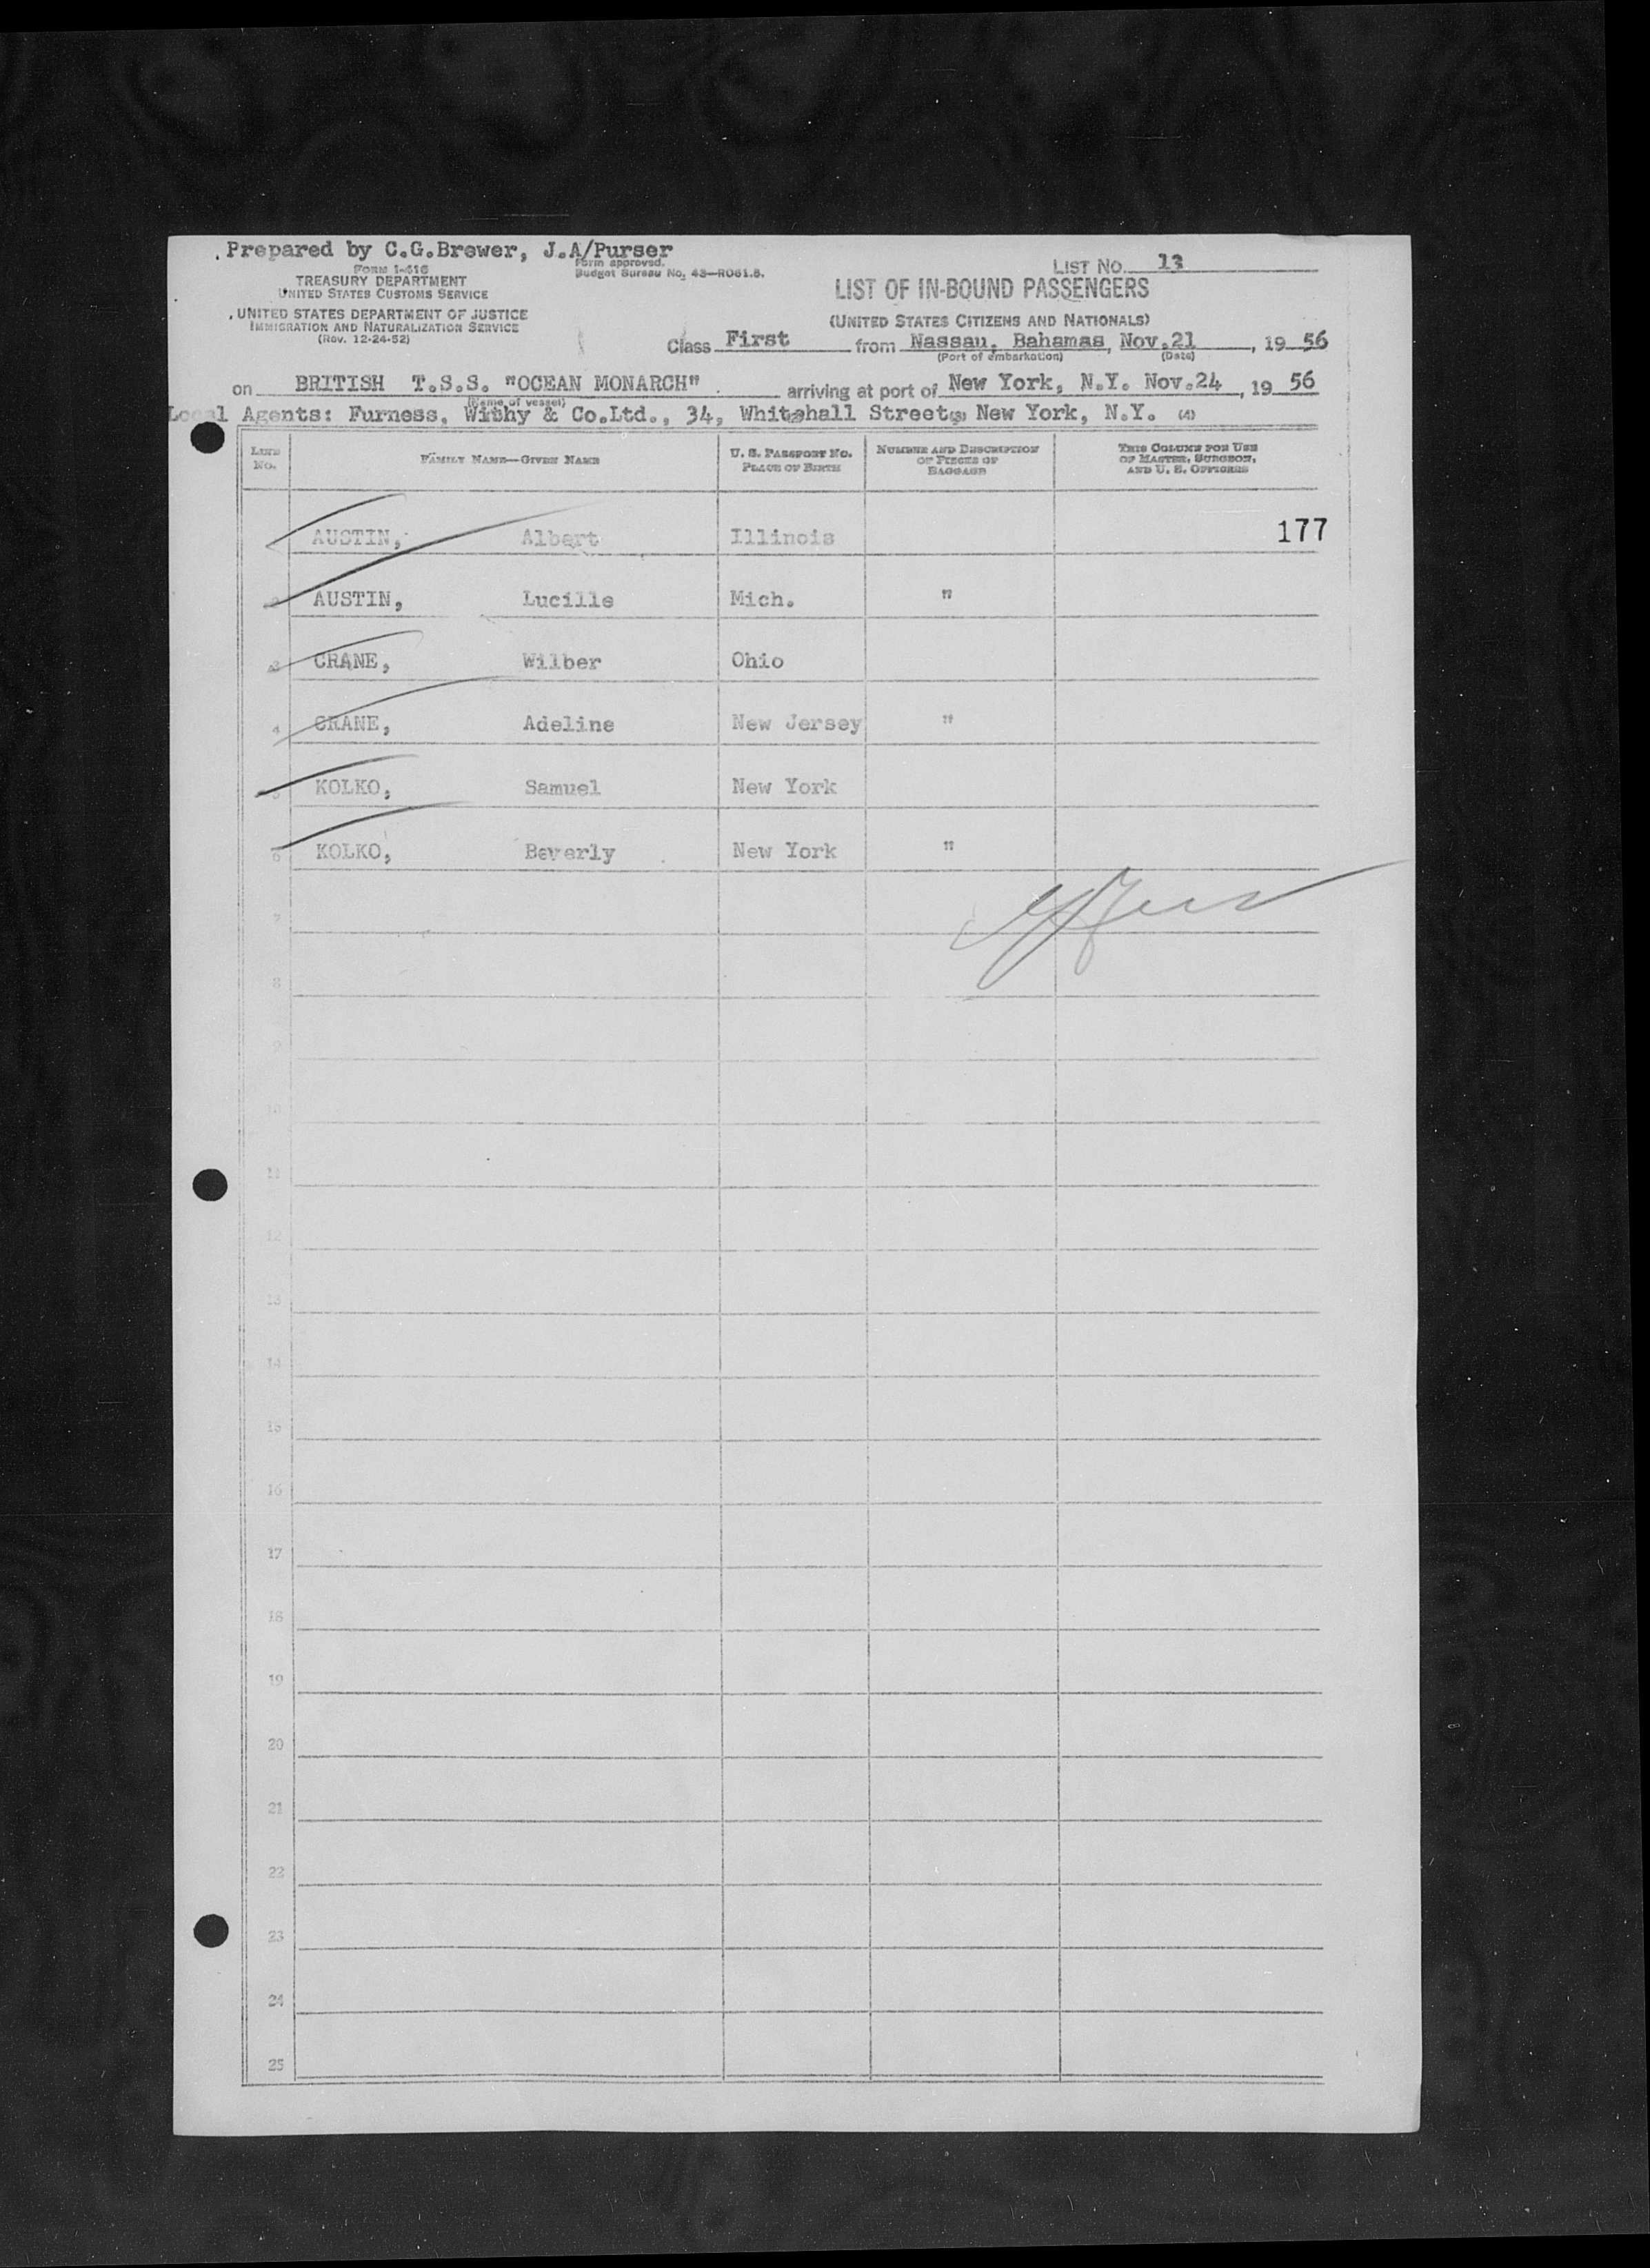 Prepared by C.G.Brewer, J.A/Purser
Form I-416
TREASURY DEPARTMENT
UNITED STATES CUSTOMS SERVICE
UNITED STATES DEPARTMENT OF JUSTICE
IMMIGRATION AND NATURALIZATION SERVICE
(Rev. 12-24-52)
Form approved.
Budget Bureau No. 43—R061.5.
LIST No. 13
LIST OF IN-BOUND PASSENGERS
(UNITED STATES CITIZENS AND NATIONALS)
Class First from Nassau, Bahamas, Nov.21, 19 56
(Port of embarkation) (Date)
on BRITISH T.S.S. "OCEAN MONARCH" arriving at port of New York, N.Y. Nov.24, 19 56
(Name of vessel)
Local Agents: Furness, Withy & Co.Ltd., 34, Whitehall Street, New York, N.Y. (4)
LINE No. FAMILY NAME—GIVEN NAME U. S. PASSPORT No. PLACE OF BIRTH NUMBER AND DESCRIPTION OF PIECES OF BAGGAGE THIS COLUMN FOR USE OF MASTER, SURGEON, AND U. S. OFFICERS
AUSTIN, Albert Illinois 177
2 AUSTIN, Lucille Mich. "
3 CRANE, Wilber Ohio
4 CRANE, Adeline New Jersey "
5 KOLKO, Samuel New York
6 KOLKO, Beverly New York "
7
8
9
10
11
12
13
14
15
16
17
18
19
20
21
22
23
24
25